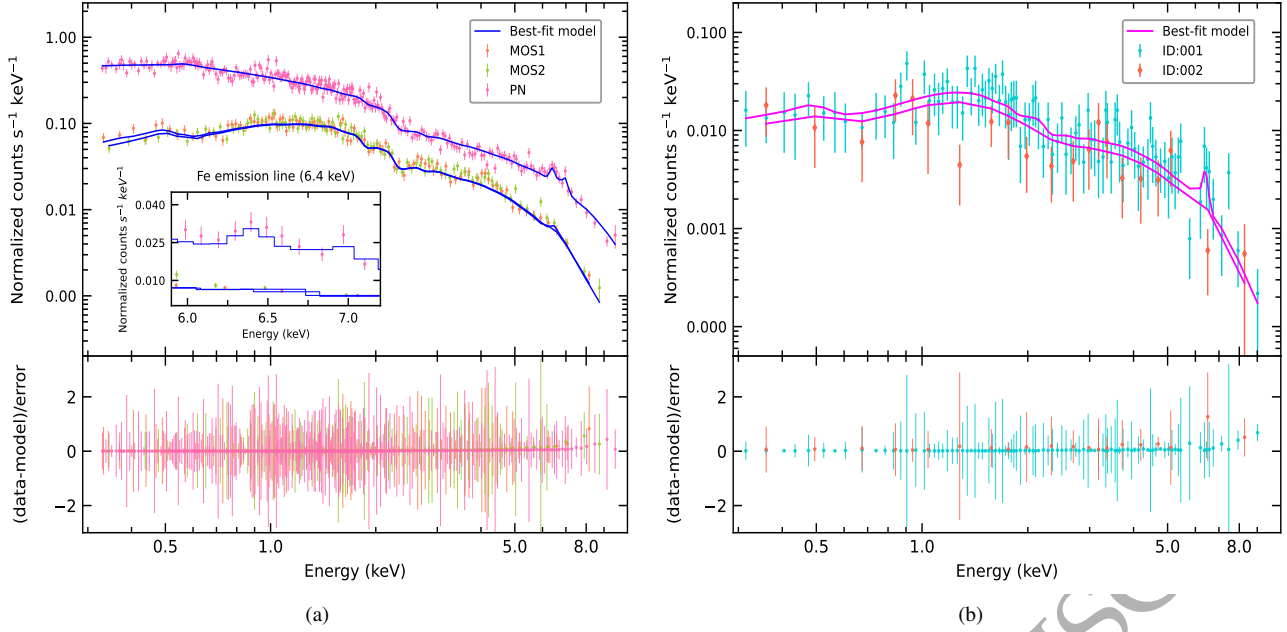 1.00
0.10
0.01
0.00
Normalized counts s⁻¹ keV⁻¹
Best-fit model
MOS1
MOS2
PN
Fe emission line (6.4 keV)
0.040
0.025
0.010
Normalized counts s⁻¹ keV⁻¹
6.0 6.5 7.0
Energy (keV)
2
0
−2
(data-model)/error
0.5 1.0 5.0 8.0
Energy (keV)
(a)
0.100
0.010
0.001
0.000
Normalized counts s⁻¹ keV⁻¹
Best-fit model
ID:001
ID:002
2
0
−2
(data-model)/error
0.5 1.0 5.0 8.0
Energy (keV)
(b)